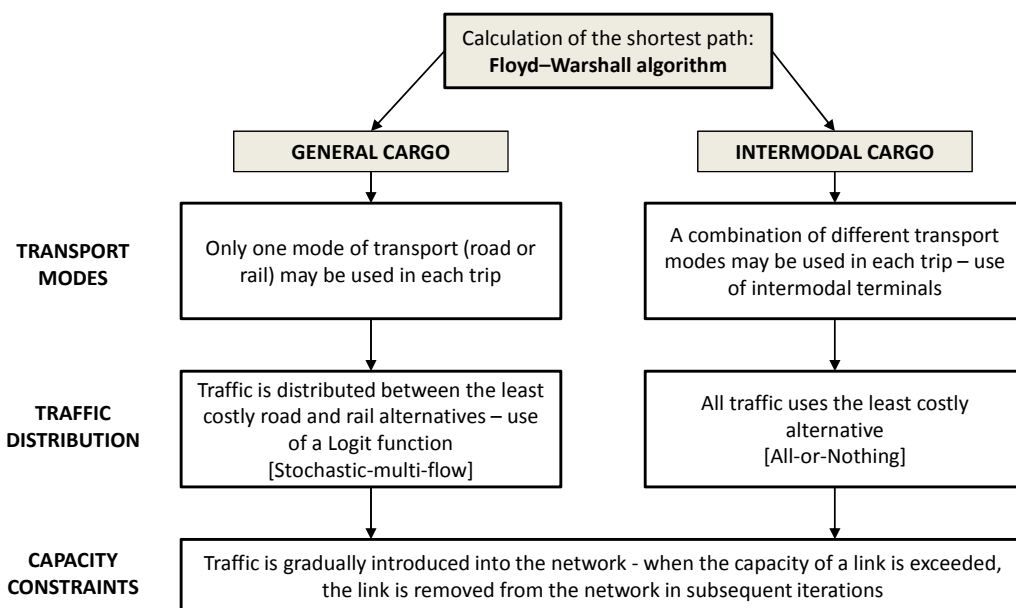 Calculation of the shortest path:
Floyd–Warshall algorithm
GENERAL CARGO
INTERMODAL CARGO
TRANSPORT
MODES
Only one mode of transport (road or
rail) may be used in each trip
A combination of different transport
modes may be used in each trip – use
of intermodal terminals
TRAFFIC
DISTRIBUTION
Traffic is distributed between the least
costly road and rail alternatives – use
of a Logit function
[Stochastic-multi-flow]
All traffic uses the least costly
alternative
[All-or-Nothing]
CAPACITY
CONSTRAINTS
Traffic is gradually introduced into the network - when the capacity of a link is exceeded,
the link is removed from the network in subsequent iterations